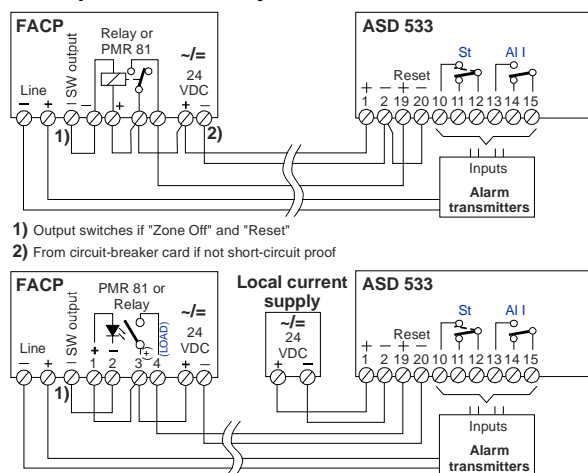 FACP
Relay or
PMR 81
SW output
~/=
24
VDC
Line
− + − − + + −
1)
2)
ASD 533
St
Al I
Reset
+ − + −
1 2 19 20 10 11 12 13 14 15
Inputs
Alarm
transmitters
1) Output switches if "Zone Off" and "Reset"
2) From circuit-breaker card if not short-circuit proof
FACP
PMR 81 or
Relay
SW output
~/=
24
VDC
(+)
(LOAD)
Line
− + − + − + −
1 2 3 4
1)
Local current
supply
~/=
24
VDC
+ −
ASD 533
St
Al I
Reset
+ − + −
1 2 19 20 10 11 12 13 14 15
Inputs
Alarm
transmitters